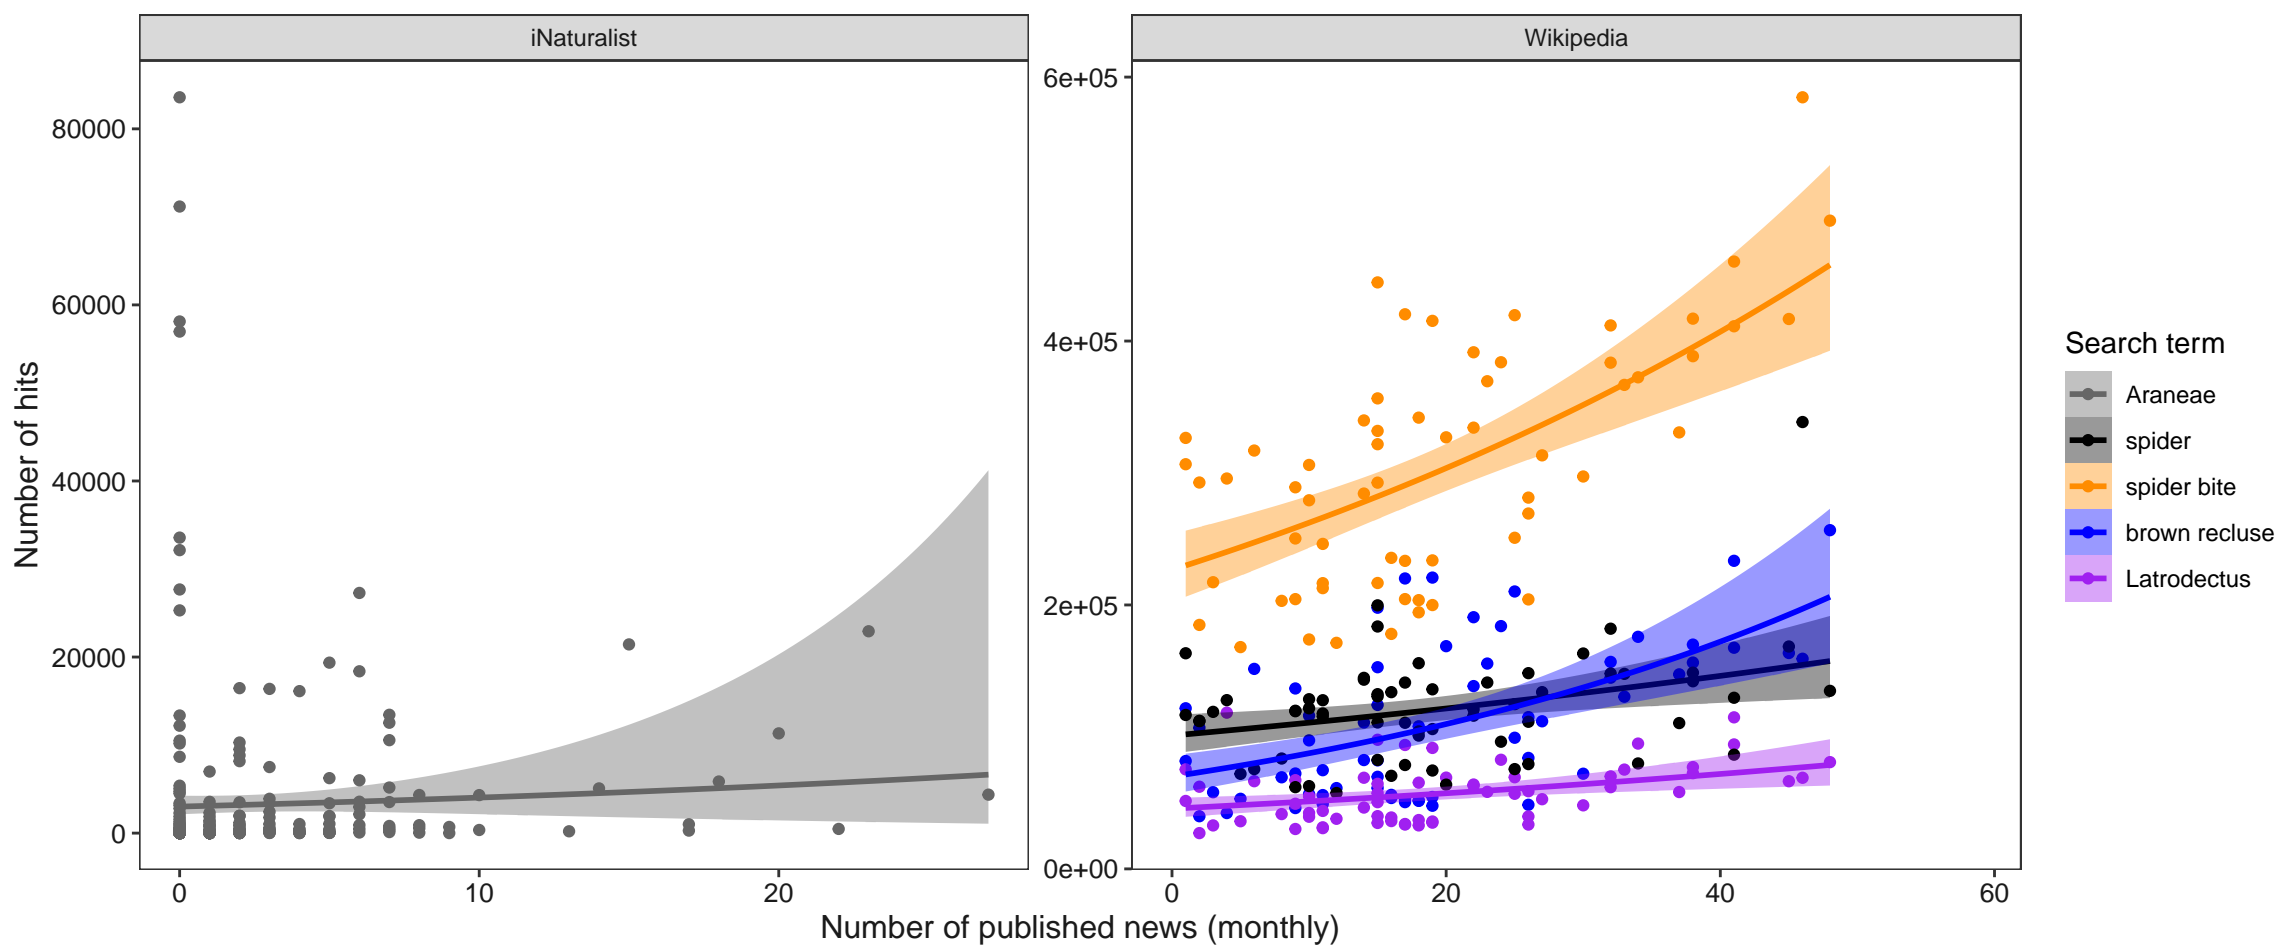 iNaturalist
Wikipedia
Number of hits
80000
60000
40000
20000
0
0
10
20
6e+05
4e+05
2e+05
0e+00
0
20
40
60
Number of published news (monthly)
Search term
Araneae
spider
spider bite
brown recluse
Latrodectus